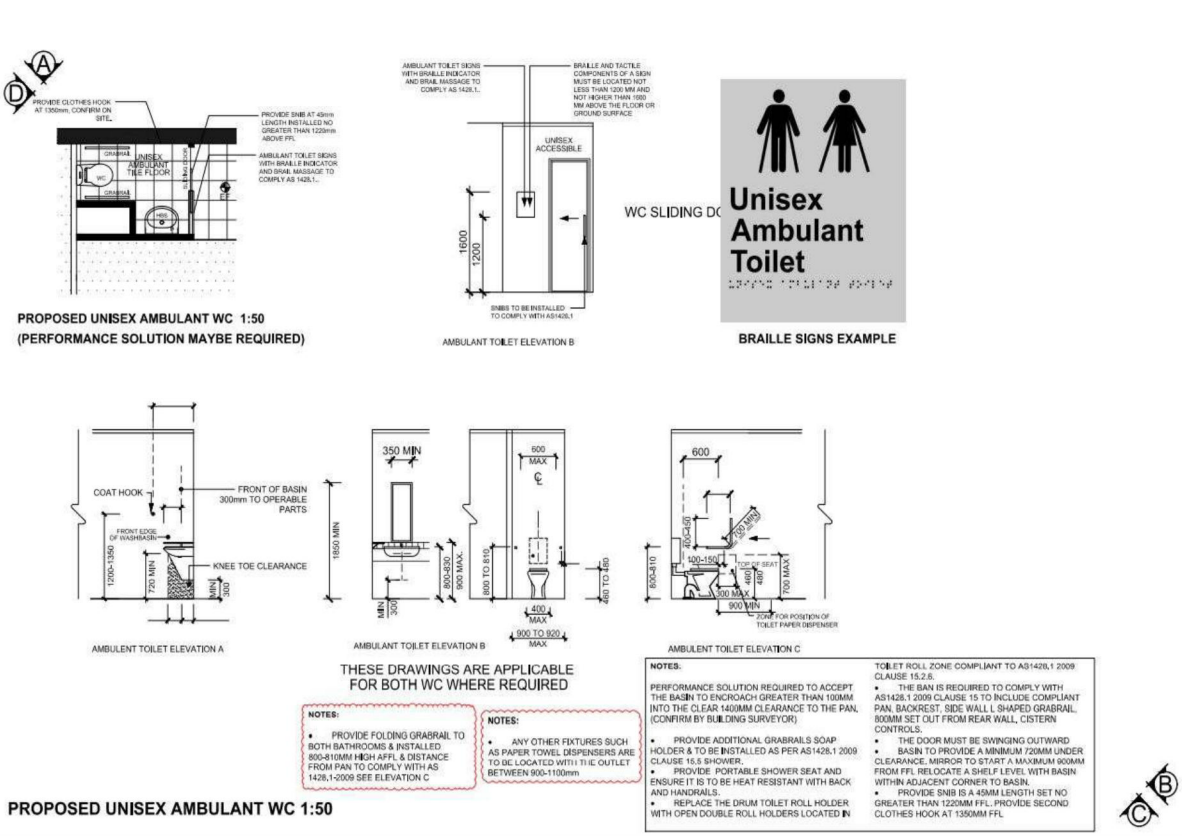 A
D
PROVIDE CLOTHES HOOK
AT 1350mm, CONFIRM ON
SITE.
PROVIDE SNIB AT 45mm
LENGTH INSTALLED NO
GREATER THAN 1220mm
ABOVE FFL
AMBULANT TOILET SIGNS
WITH BRAILLE INDICATOR
AND BRAIL MASSAGE TO
COMPLY AS 1428.1..
GRABRAIL
UNISEX
AMBULANT
TILE FLOOR
WC
GRABRAIL
SLIDING DOOR
HBS
PROPOSED UNISEX AMBULANT WC 1:50
(PERFORMANCE SOLUTION MAYBE REQUIRED)
AMBULANT TOILET SIGNS
WITH BRAILLE INDICATOR
AND BRAIL MASSAGE TO
COMPLY AS 1428.1..
BRAILLE AND TACTILE
COMPONENTS OF A SIGN
MUST BE LOCATED NOT
LESS THAN 1200 MM AND
NOT HIGHER THAN 1600
MM ABOVE THE FLOOR OR
GROUND SURFACE
UNISEX
ACCESSIBLE
1600
1200
SNIBS TO BE INSTALLED
TO COMPLY WITH AS1428.1
AMBULANT TOILET ELEVATION B
WC SLIDING DO
Unisex
Ambulant
Toilet
BRAILLE SIGNS EXAMPLE
COAT HOOK
FRONT OF BASIN
300mm TO OPERABLE
PARTS
FRONT EDGE
OF WASHBASIN
KNEE TOE CLEARANCE
1200-1350
720 MIN
MIN
300
AMBULENT TOILET ELEVATION A
350 MIN
1850 MIN
800-830
900 MAX.
MIN
300
600
MAX
800 TO 810
460 TO 480
400
MAX
900 TO 920
MAX
AMBULANT TOILET ELEVATION B
600
400-450
700 MIN
100-150
TOP OF SEAT
800-810
460
480
700 MAX
300 MAX
900 MIN
ZONE FOR POSITION OF
TOILET PAPER DISPENSER
AMBULENT TOILET ELEVATION C
THESE DRAWINGS ARE APPLICABLE
FOR BOTH WC WHERE REQUIRED
NOTES:
• PROVIDE FOLDING GRABRAIL TO
BOTH BATHROOMS & INSTALLED
800-810MM HIGH AFFL & DISTANCE
FROM PAN TO COMPLY WITH AS
1428.1-2009 SEE ELEVATION C
NOTES:
• ANY OTHER FIXTURES SUCH
AS PAPER TOWEL DISPENSERS ARE
TO BE LOCATED WITH THE OUTLET
BETWEEN 900-1100mm
NOTES:
PERFORMANCE SOLUTION REQUIRED TO ACCEPT
THE BASIN TO ENCROACH GREATER THAN 100MM
INTO THE CLEAR 1400MM CLEARANCE TO THE PAN.
(CONFIRM BY BUILDING SURVEYOR)
• PROVIDE ADDITIONAL GRABRAILS SOAP
HOLDER & TO BE INSTALLED AS PER AS1428.1 2009
CLAUSE 15.5 SHOWER.
• PROVIDE PORTABLE SHOWER SEAT AND
ENSURE IT IS TO BE HEAT RESISTANT WITH BACK
AND HANDRAILS.
• REPLACE THE DRUM TOILET ROLL HOLDER
WITH OPEN DOUBLE ROLL HOLDERS LOCATED IN
TOILET ROLL ZONE COMPLIANT TO AS1428.1 2009
CLAUSE 15.2.6.
• THE BAN IS REQUIRED TO COMPLY WITH
AS1428.1 2009 CLAUSE 15 TO INCLUDE COMPLIANT
PAN, BACKREST, SIDE WALL L SHAPED GRABRAIL,
800MM SET OUT FROM REAR WALL, CISTERN
CONTROLS.
• THE DOOR MUST BE SWINGING OUTWARD
• BASIN TO PROVIDE A MINIMUM 720MM UNDER
CLEARANCE, MIRROR TO START A MAXIMUM 900MM
FROM FFL RELOCATE A SHELF LEVEL WITH BASIN
WITHIN ADJACENT CORNER TO BASIN.
• PROVIDE SNIB IS A 45MM LENGTH SET NO
GREATER THAN 1220MM FFL. PROVIDE SECOND
CLOTHES HOOK AT 1350MM FFL
PROPOSED UNISEX AMBULANT WC 1:50
B
C